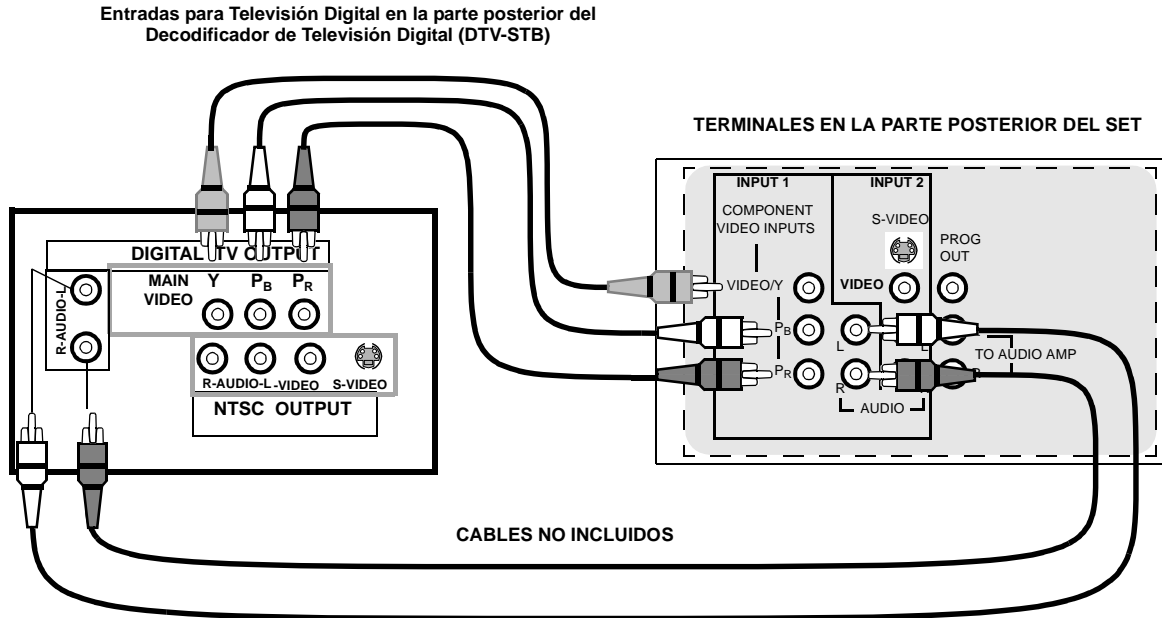 Entradas para Televisión Digital en la parte posterior del
Decodificador de Televisión Digital (DTV-STB)
TERMINALES EN LA PARTE POSTERIOR DEL SET
INPUT 1
INPUT 2
COMPONENT
VIDEO INPUTS
S-VIDEO
PROG
OUT
VIDEO/Y
VIDEO
PB
PR
L
R
AUDIO
L
R
TO AUDIO AMP
DIGITAL TV OUTPUT
MAIN
VIDEO
Y
PB
PR
R-AUDIO-L
R-AUDIO-L
-VIDEO
S-VIDEO
NTSC OUTPUT
CABLES NO INCLUIDOS